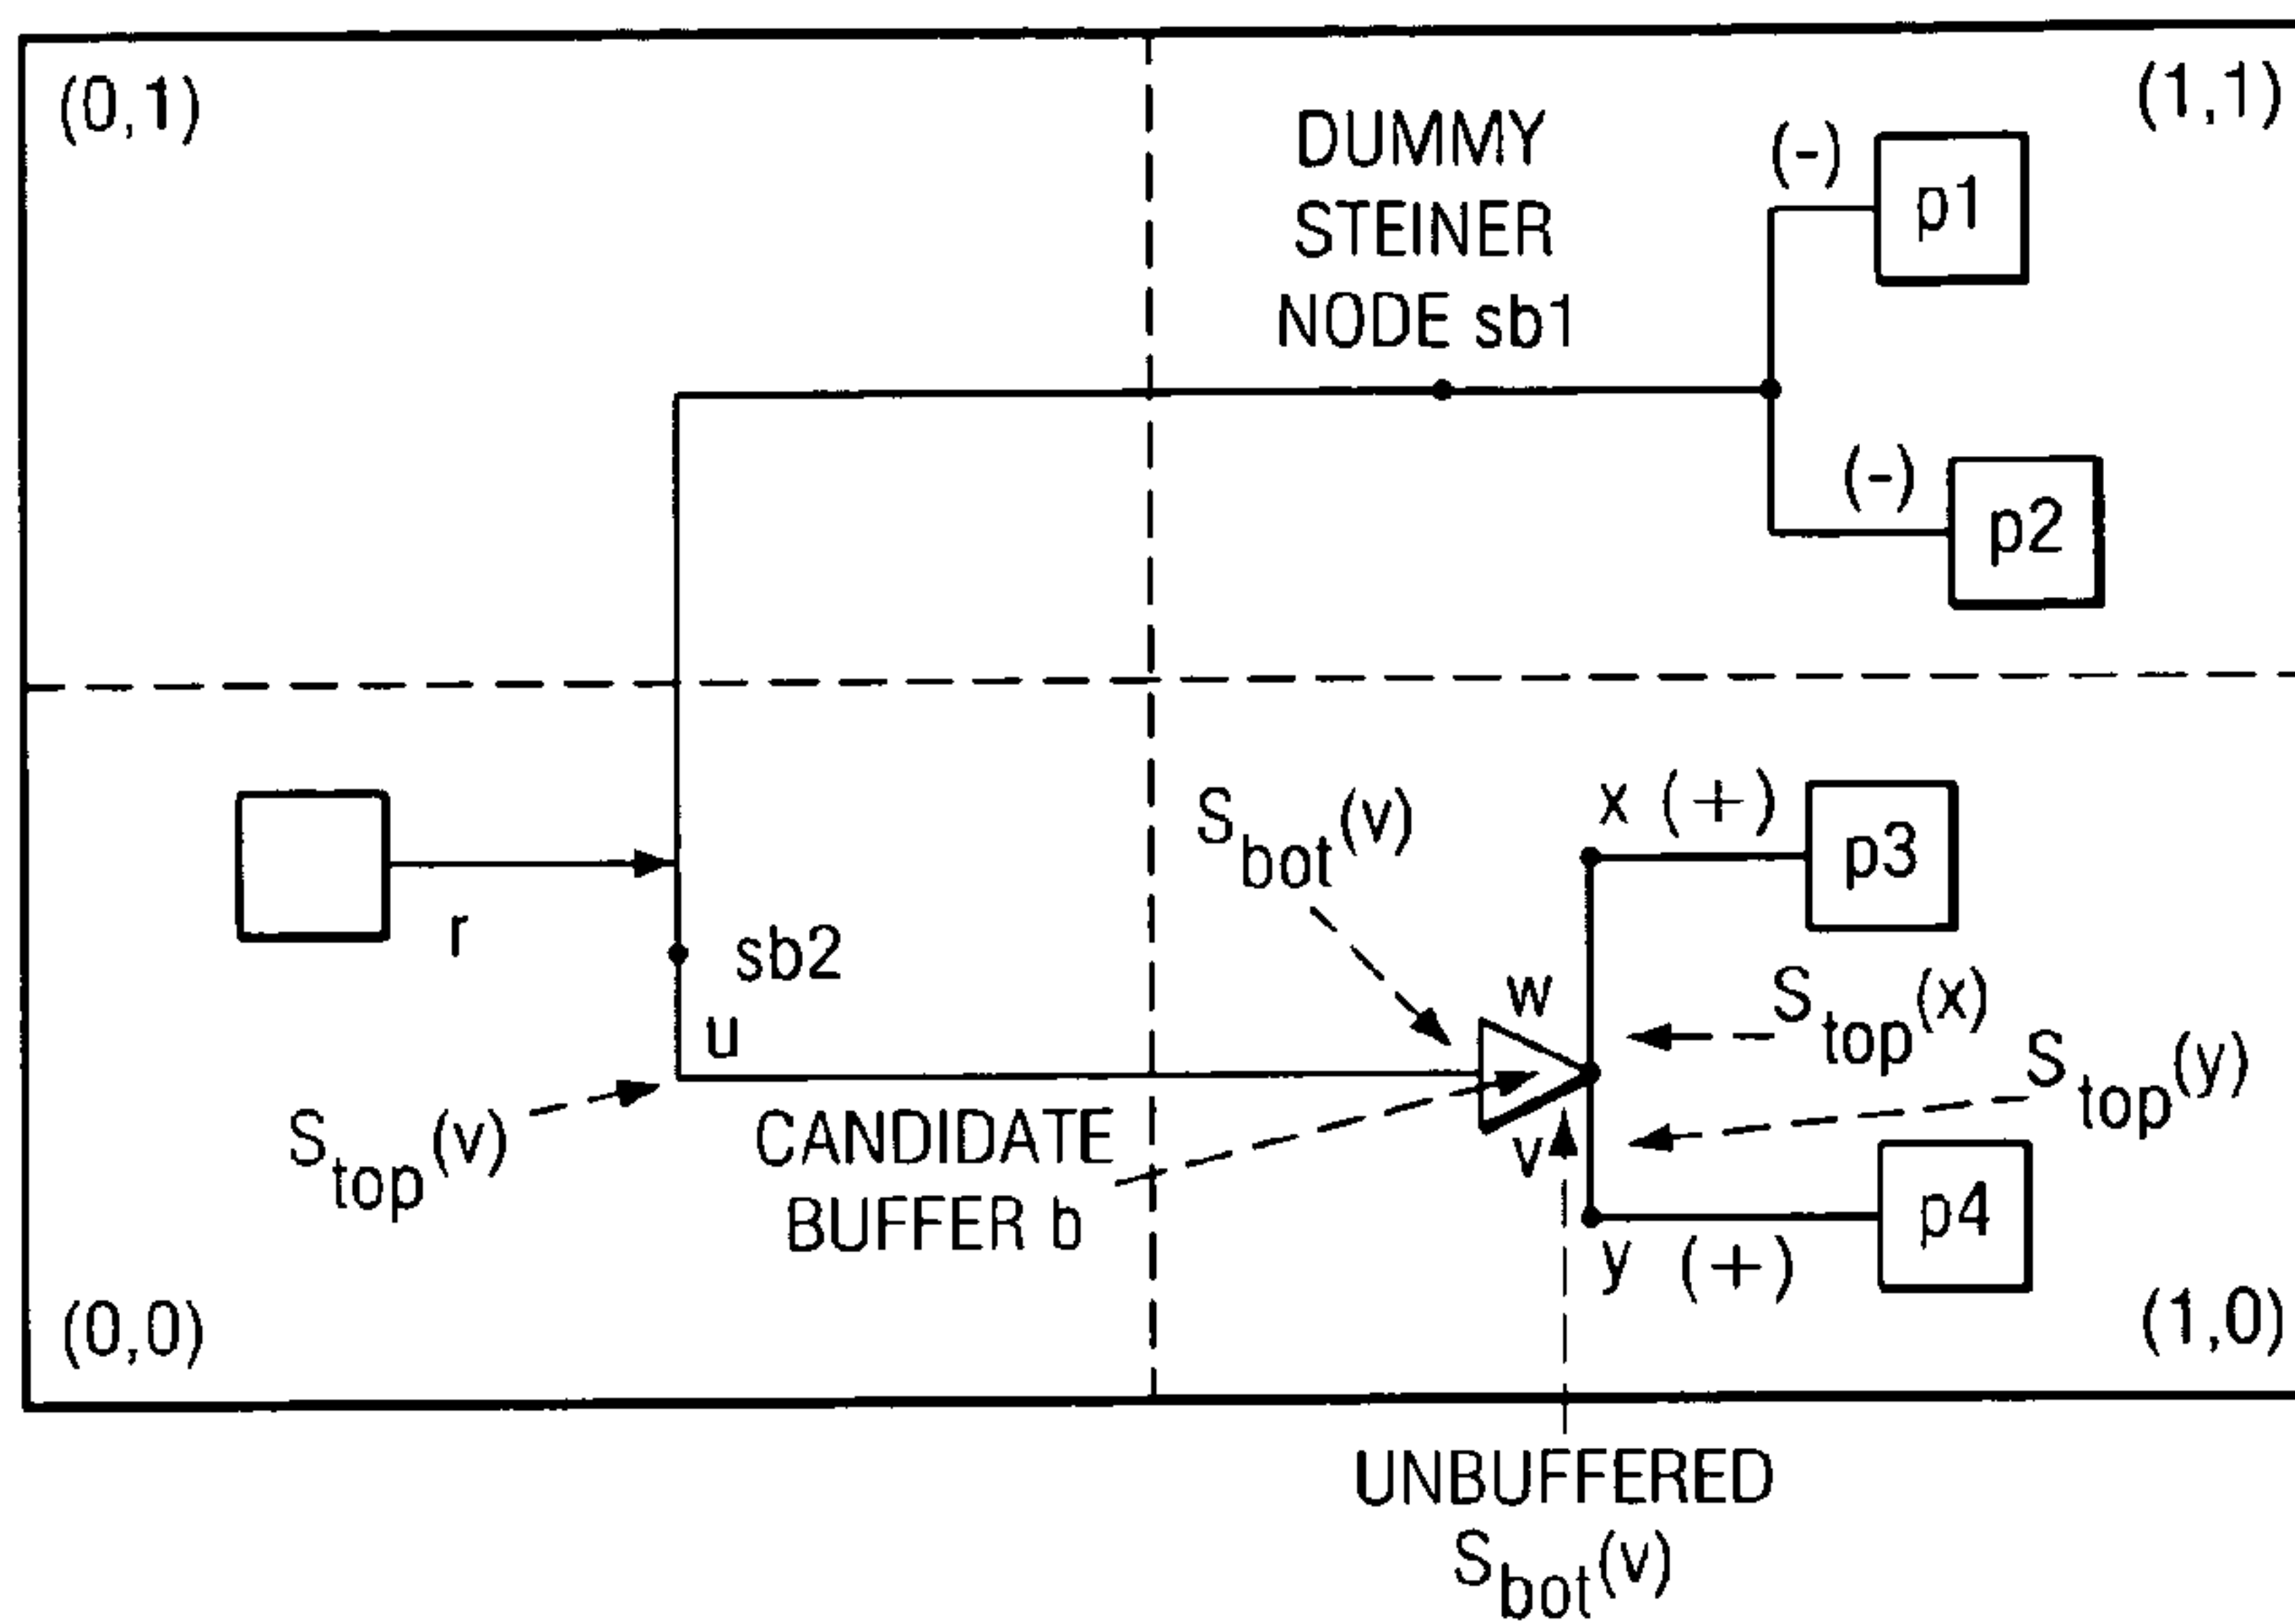 (0,1)
(1,1)
DUMMY
STEINER
NODE sb1
(-)
p1
(-)
p2
r
sb2
u
S_top(v)
CANDIDATE
BUFFER b
S_bot(v)
w
v
x (+)
p3
S_top(x)
S_top(y)
p4
y (+)
(0,0)
(1,0)
UNBUFFERED
S_bot(v)